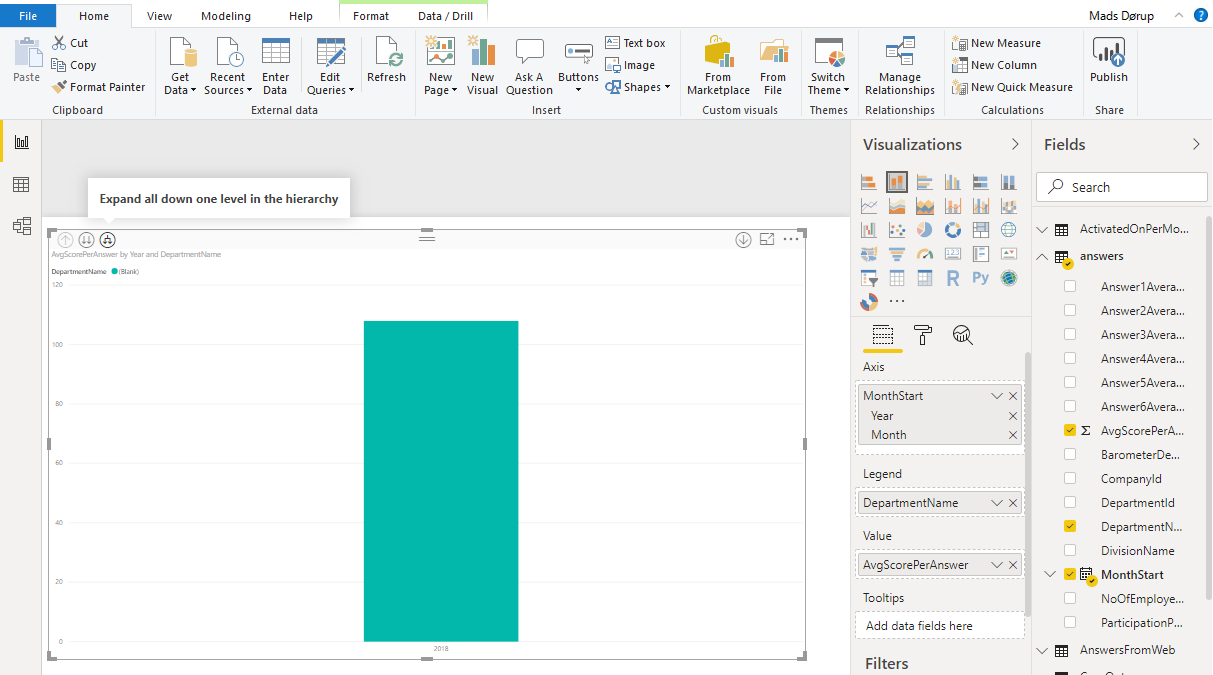 File Home View Modeling Help Format Data / Drill Mads Dørup ?
Paste
Cut
Copy
Format Painter
Clipboard
Get Data
Recent Sources
Enter Data
Edit Queries
External data
Refresh
New Page
New Visual
Ask A Question
Buttons
Text box
Image
Shapes
Insert
From Marketplace
From File
Custom visuals
Switch Theme
Themes
Manage Relationships
Relationships
New Measure
New Column
New Quick Measure
Calculations
Publish
Share
Expand all down one level in the hierarchy
AvgScorePerAnswer by Year and DepartmentName
DepartmentName (Blank)
120
100
80
60
40
20
0
2018
Visualizations
123
R Py
Axis
MonthStart
Year
Month
Legend
DepartmentName
Value
AvgScorePerAnswer
Tooltips
Add data fields here
Filters
Fields
Search
ActivatedOnPerMo...
answers
Answer1Avera...
Answer2Avera...
Answer3Avera...
Answer4Avera...
Answer5Avera...
Answer6Avera...
Σ AvgScorePerA...
BarometerDe...
CompanyId
DepartmentId
DepartmentN...
DivisionName
MonthStart
NoOfEmploye...
ParticipationP...
AnswersFromWeb